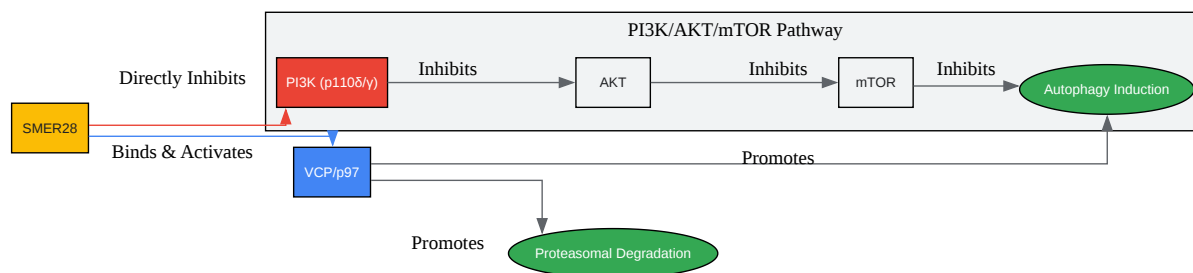 PI3K/AKT/mTOR Pathway
Directly Inhibits
PI3K (p110δ/γ)
Inhibits
AKT
Inhibits
mTOR
Inhibits
Autophagy Induction
SMER28
Binds & Activates
VCP/p97
Promotes
Promotes
Proteasomal Degradation